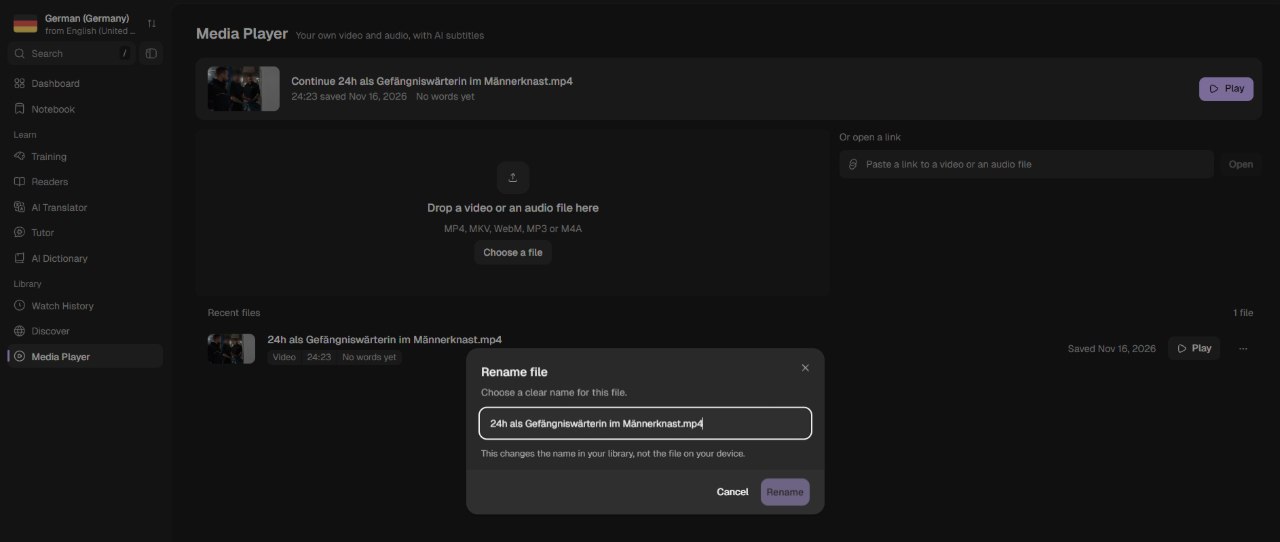 German (Germany)
from English (United ...
Search
/
Dashboard
Notebook
Learn
Training
Readers
AI Translator
Tutor
AI Dictionary
Library
Watch History
Discover
Media Player
Media Player Your own video and audio, with AI subtitles
Continue 24h als Gefängniswärterin im Männerknast.mp4
24:23 saved Nov 16, 2026 No words yet
Play
Drop a video or an audio file here
MP4, MKV, WebM, MP3 or M4A
Choose a file
Or open a link
Paste a link to a video or an audio file
Open
Recent files
1 file
24h als Gefängniswärterin im Männerknast.mp4
Video 24:23 No words yet
Saved Nov 16, 2026
Play
Rename file
Choose a clear name for this file.
24h als Gefängniswärterin im Männerknast.mp4
This changes the name in your library, not the file on your device.
Cancel
Rename